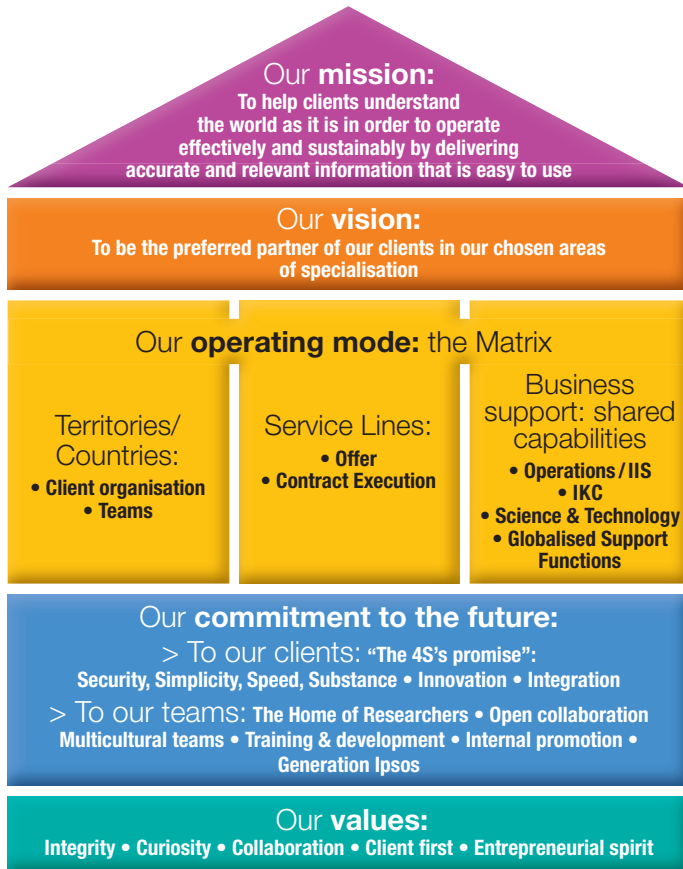 Our mission:
To help clients understand
the world as it is in order to operate
effectively and sustainably by delivering
accurate and relevant information that is easy to use
Our vision:
To be the preferred partner of our clients in our chosen areas
of specialisation
Our operating mode: the Matrix
Territories/
Countries:
• Client organisation
• Teams
Service Lines:
• Offer
• Contract Execution
Business
support: shared
capabilities
• Operations / IIS
• IKC
• Science & Technology
• Globalised Support
Functions
Our commitment to the future:
> To our clients: “The 4S’s promise”:
Security, Simplicity, Speed, Substance • Innovation • Integration
> To our teams: The Home of Researchers • Open collaboration
Multicultural teams • Training & development • Internal promotion •
Generation Ipsos
Our values:
Integrity • Curiosity • Collaboration • Client first • Entrepreneurial spirit